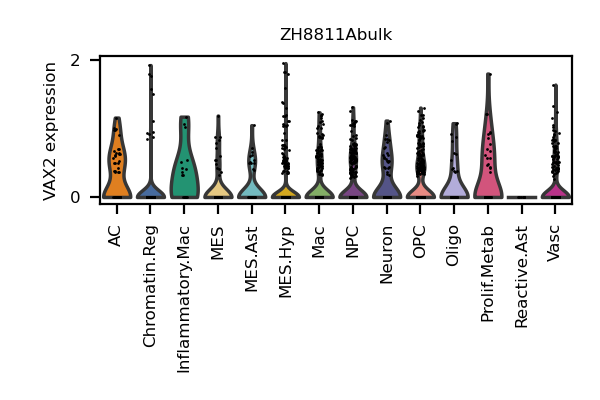 ZH8811Abulk
2
VAX2 expression
0
AC
Chromatin.Reg
Inflammatory.Mac
MES
MES.Ast
MES.Hyp
Mac
NPC
Neuron
OPC
Oligo
Prolif.Metab
Reactive.Ast
Vasc